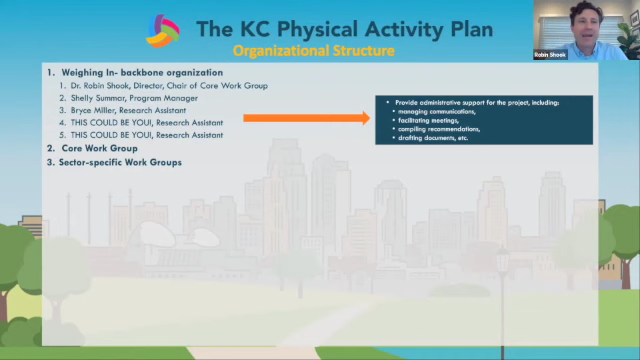 The KC Physical Activity Plan
Organizational Structure
1. Weighing In- backbone organization
1. Dr. Robin Shook, Director, Chair of Core Work Group
2. Shelly Summar, Program Manager
3. Bryce Miller, Research Assistant
4. THIS COULD BE YOU!, Research Assistant
5. THIS COULD BE YOU!, Research Assistant
2. Core Work Group
3. Sector-specific Work Groups
• Provide administrative support for the project, including:
• managing communications,
• facilitating meetings,
• compiling recommendations,
• drafting documents, etc.
Robin Shook